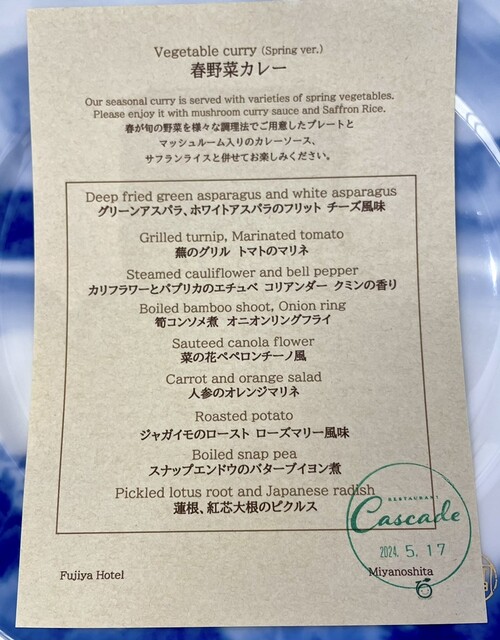 Vegetable curry (Spring ver.)
春野菜カレー
Our seasonal curry is served with varieties of spring vegetables.
Please enjoy it with mushroom curry sauce and Saffron Rice.
春が旬の野菜を様々な調理法でご用意したプレートと
マッシュルーム入りのカレーソース、
サフランライスと併せてお楽しみください。
Deep fried green asparagus and white asparagus
グリーンアスパラ、ホワイトアスパラのフリット チーズ風味
Grilled turnip, Marinated tomato
蕪のグリル トマトのマリネ
Steamed cauliflower and bell pepper
カリフラワーとパプリカのエチュベ コリアンダー クミンの香り
Boiled bamboo shoot, Onion ring
筍コンソメ煮 オニオンリングフライ
Sauteed canola flower
菜の花ペペロンチーノ風
Carrot and orange salad
人参のオレンジマリネ
Roasted potato
ジャガイモのロースト ローズマリー風味
Boiled snap pea
スナップエンドウのバターブイヨン煮
Pickled lotus root and Japanese radish
蓮根、紅芯大根のピクルス
RESTAURANT
Cascade
2024. 5. 17
Fujiya Hotel
Miyanoshita